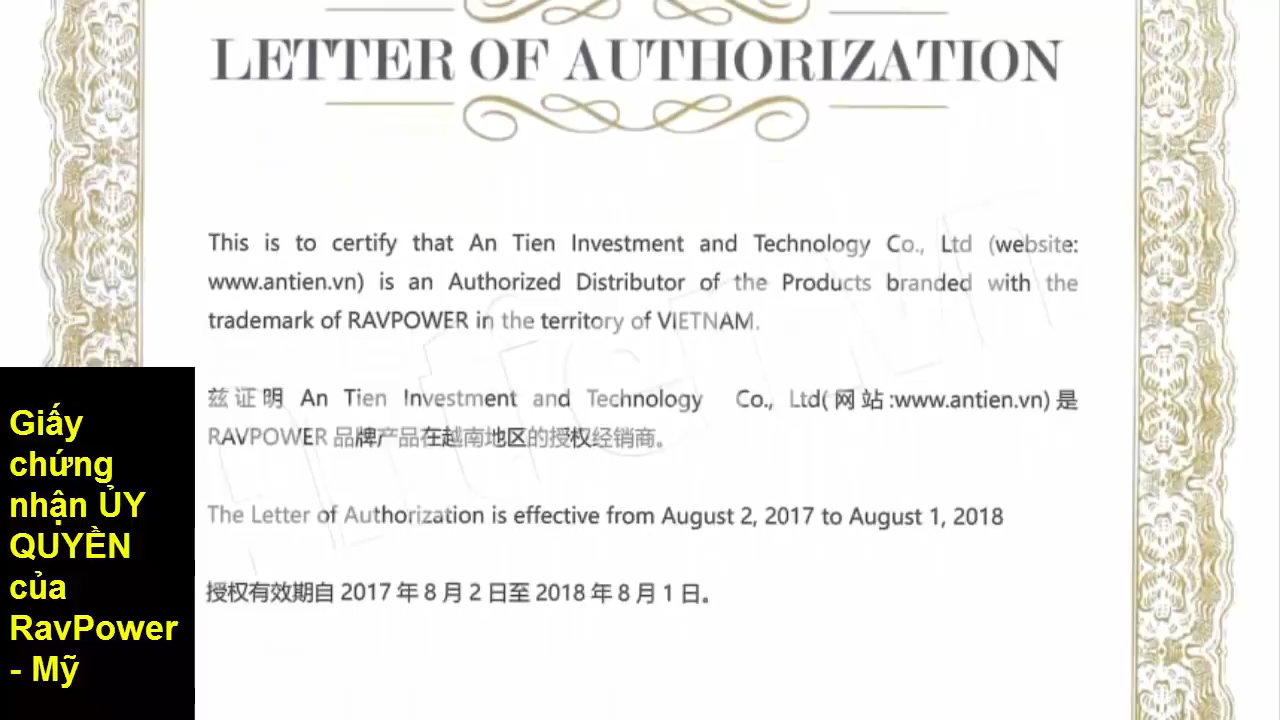 LETTER OF AUTHORIZATION
This is to certify that An Tien Investment and Technology Co., Ltd (website:
www.antien.vn) is an Authorized Distributor of the Products branded with the
trademark of RAVPOWER in the territory of VIETNAM.
兹证明 An Tien Investment and Technology Co., Ltd(网站:www.antien.vn)是
RAVPOWER 品牌产品在越南地区的授权经销商。
The Letter of Authorization is effective from August 2, 2017 to August 1, 2018
授权有效期自 2017 年 8 月 2 日至 2018 年 8 月 1 日。
Giấy
chứng
nhận ỦY
QUYỀN
của
RavPower
- Mỹ